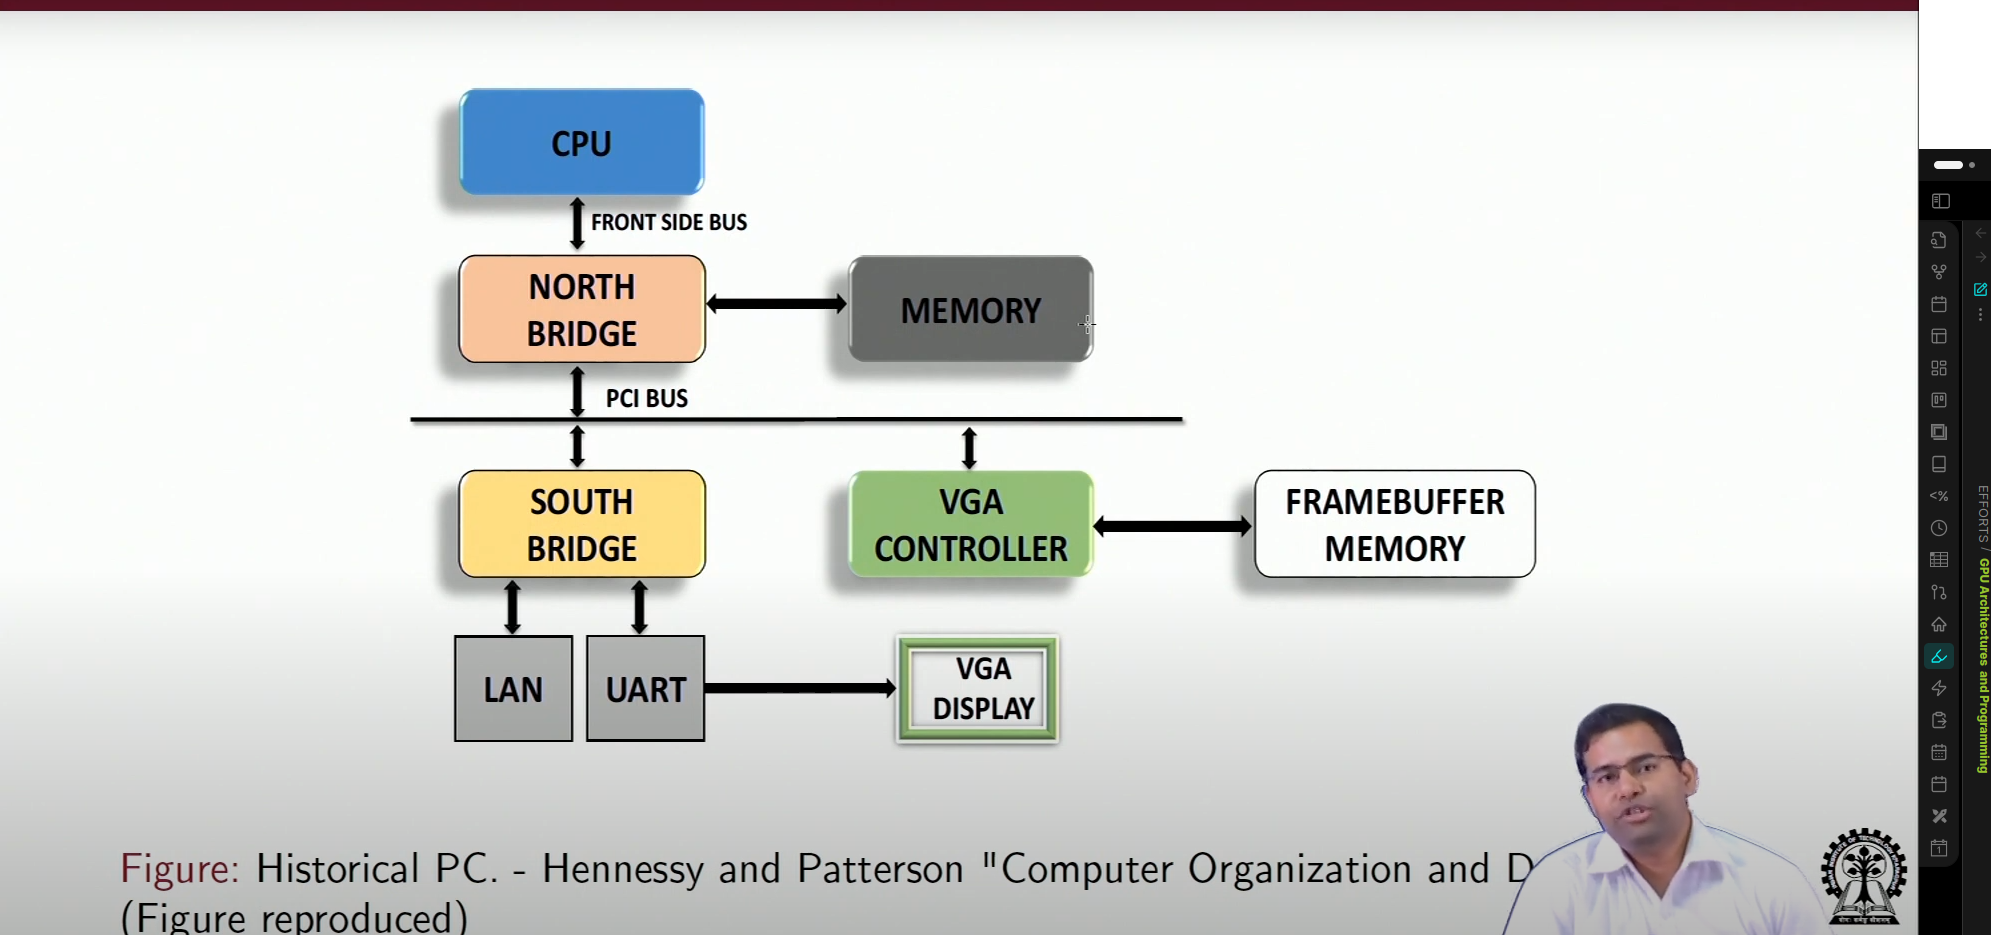 CPU
FRONT SIDE BUS
NORTH
BRIDGE
MEMORY
PCI BUS
SOUTH
BRIDGE
VGA
CONTROLLER
FRAMEBUFFER
MEMORY
LAN
UART
VGA
DISPLAY
Figure: Historical PC. - Hennessy and Patterson "Computer Organization and D
(Figure reproduced)
EFFORTS / GPU Architectures and Programming
<%
1